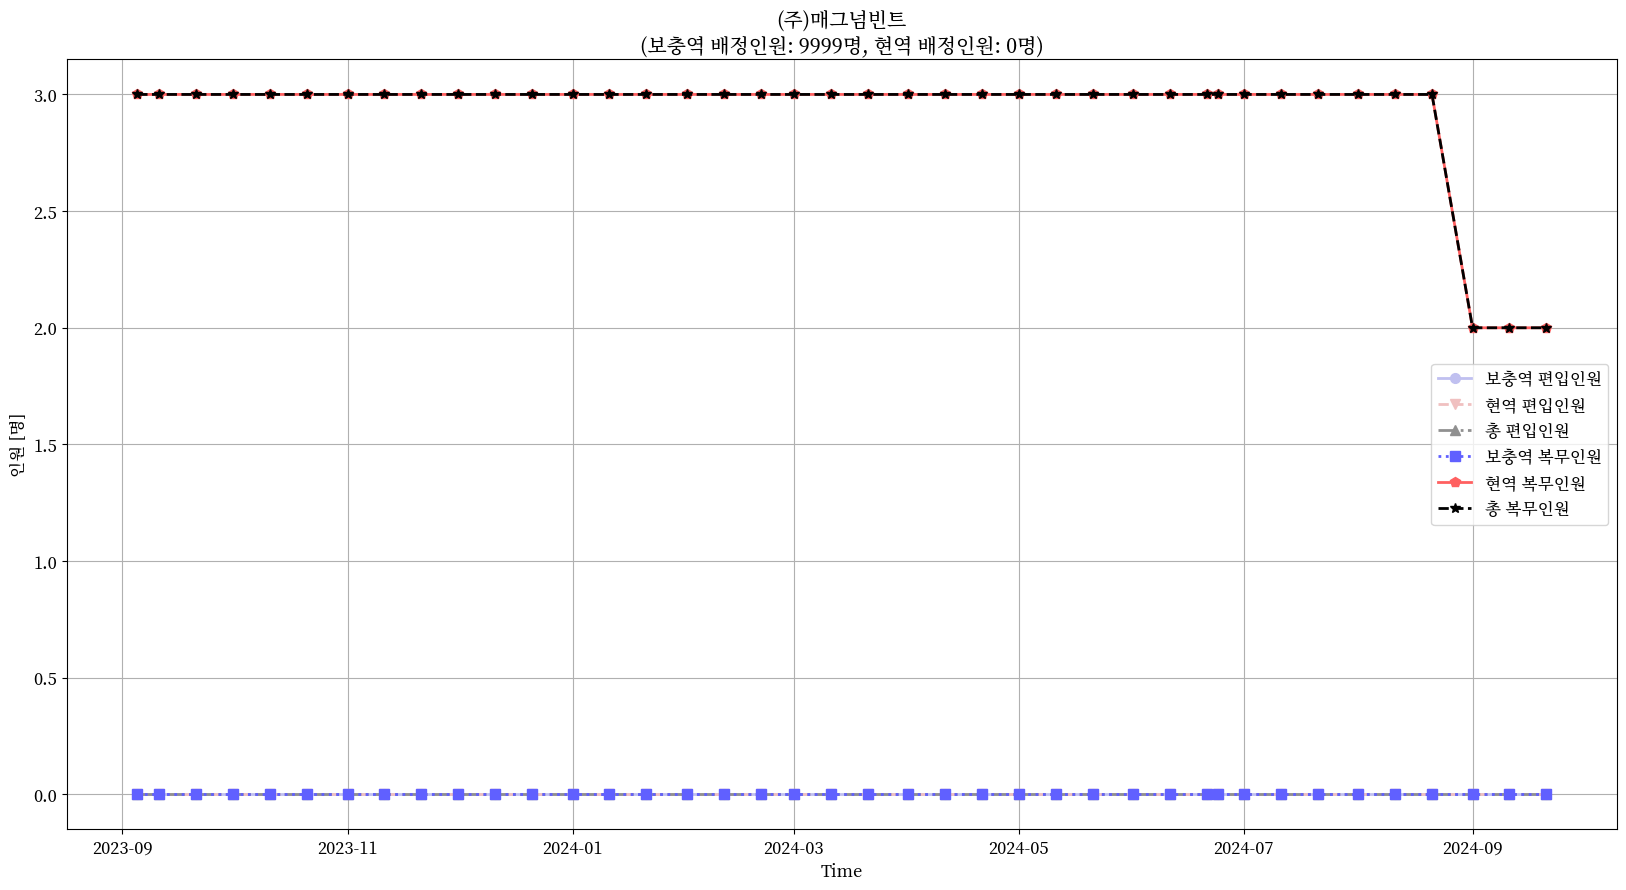 (주)매그넘빈트
(보충역 배정인원: 9999명, 현역 배정인원: 0명)
3.0
2.5
2.0
1.5
1.0
0.5
0.0
인원 [명]
보충역 편입인원
현역 편입인원
총 편입인원
보충역 복무인원
현역 복무인원
총 복무인원
2023-09 2023-11 2024-01 2024-03 2024-05 2024-07 2024-09
Time